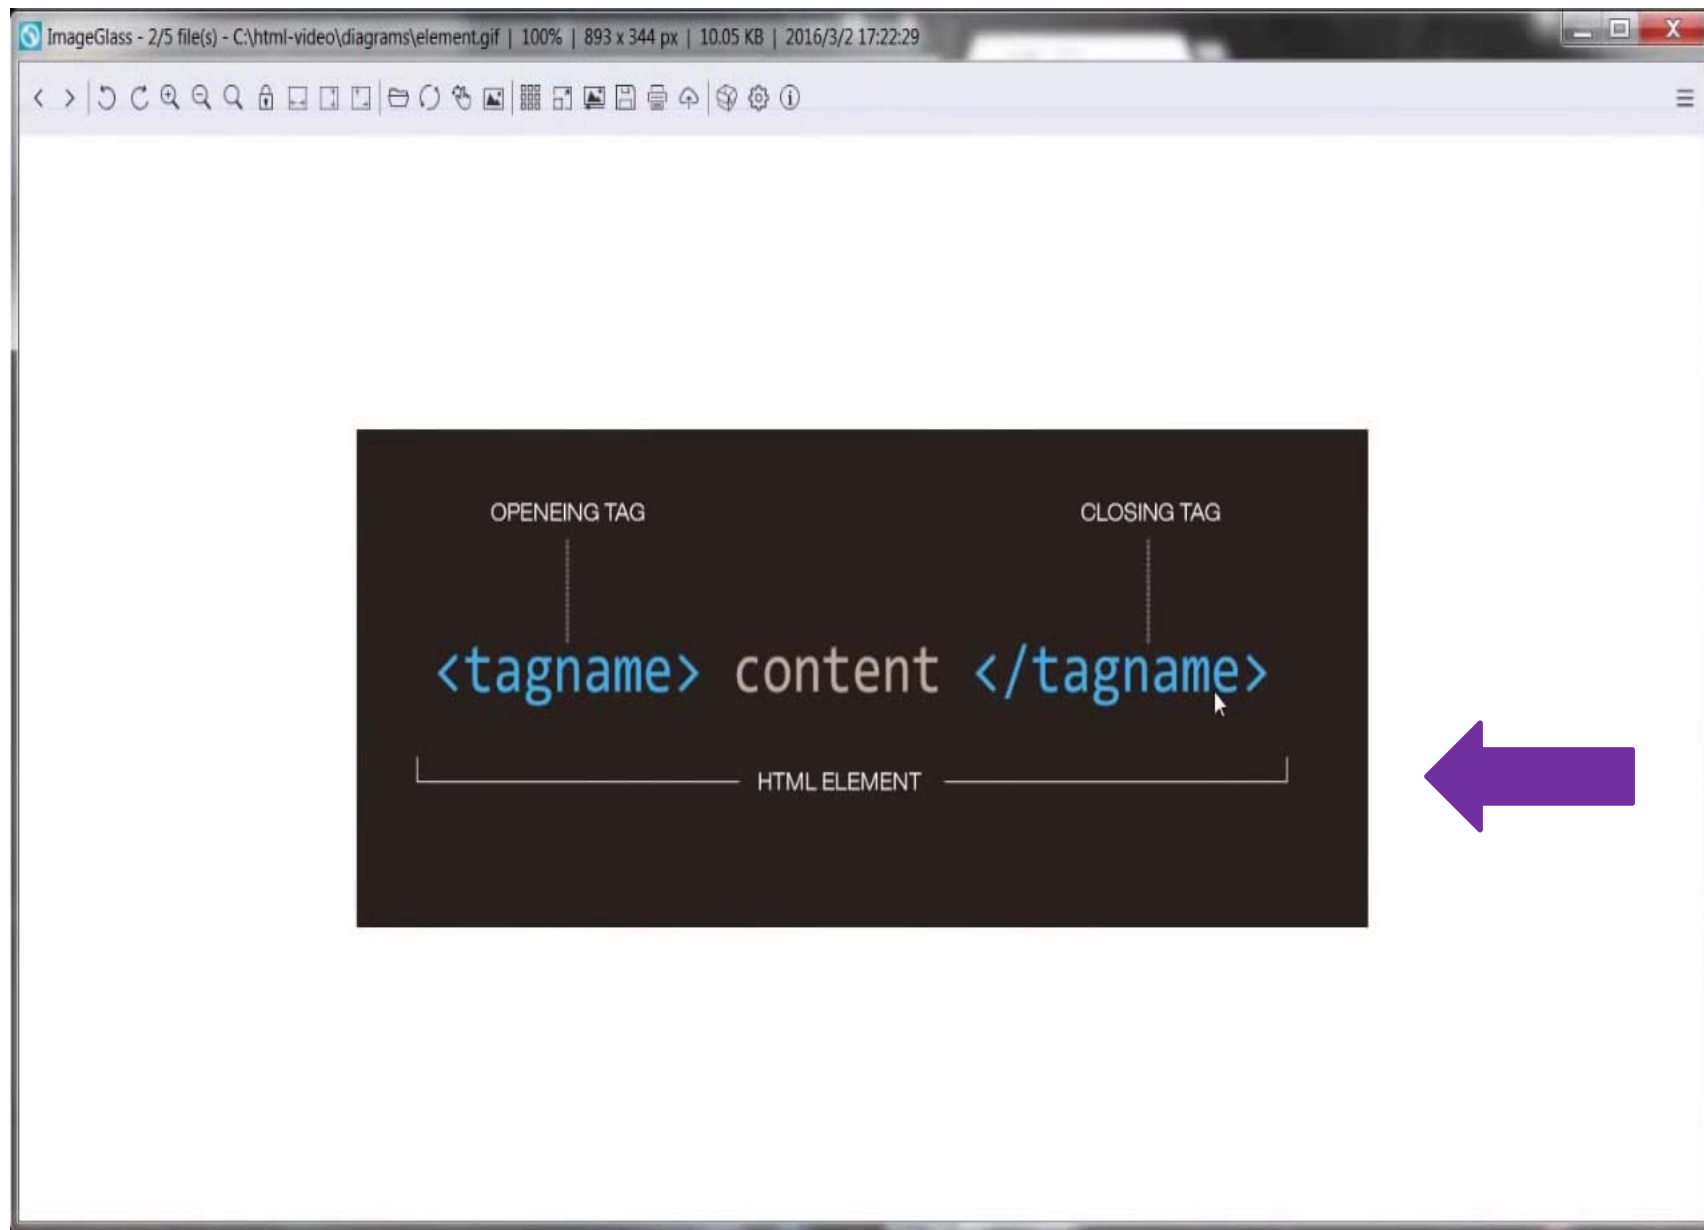 ImageGlass - 2/5 file(s) - C:\html-video\diagrams\element.gif | 100% | 893 x 344 px | 10.05 KB | 2016/3/2 17:22:29
OPENEING TAG CLOSING TAG
<tagname> content </tagname>
HTML ELEMENT